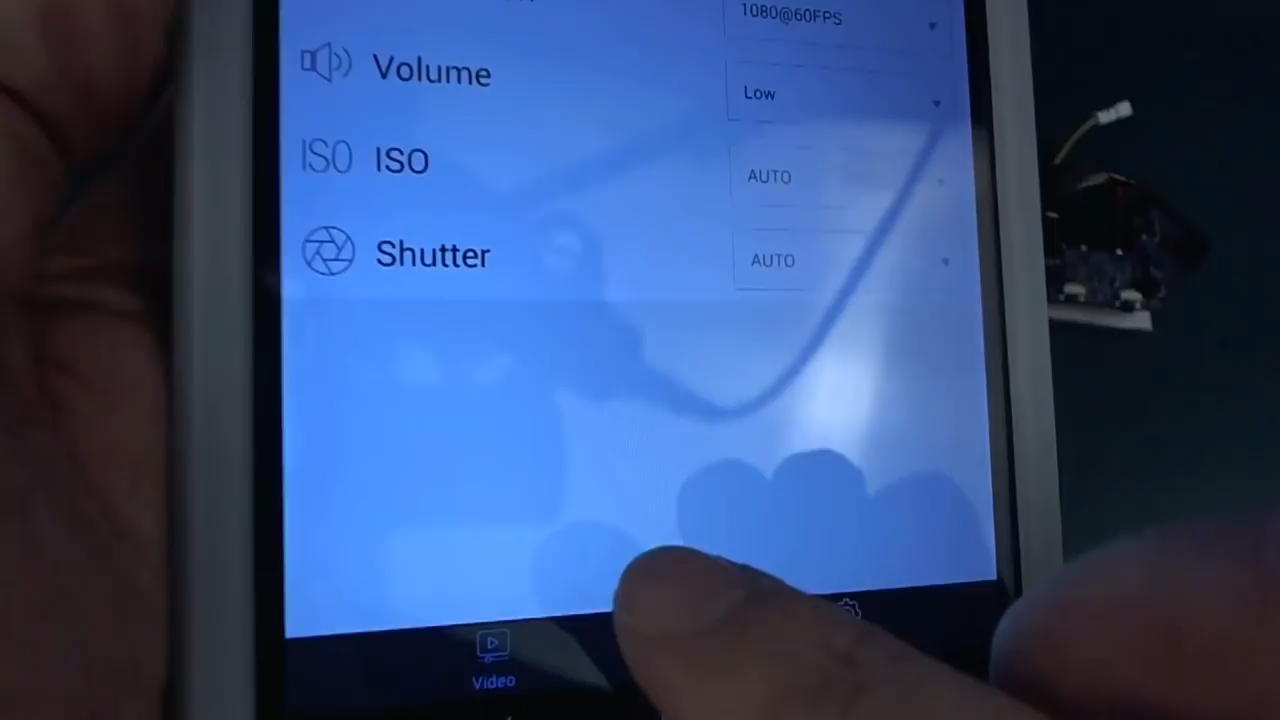 1080@60FPS
Volume
Low
ISO ISO
AUTO
Shutter
AUTO
Video